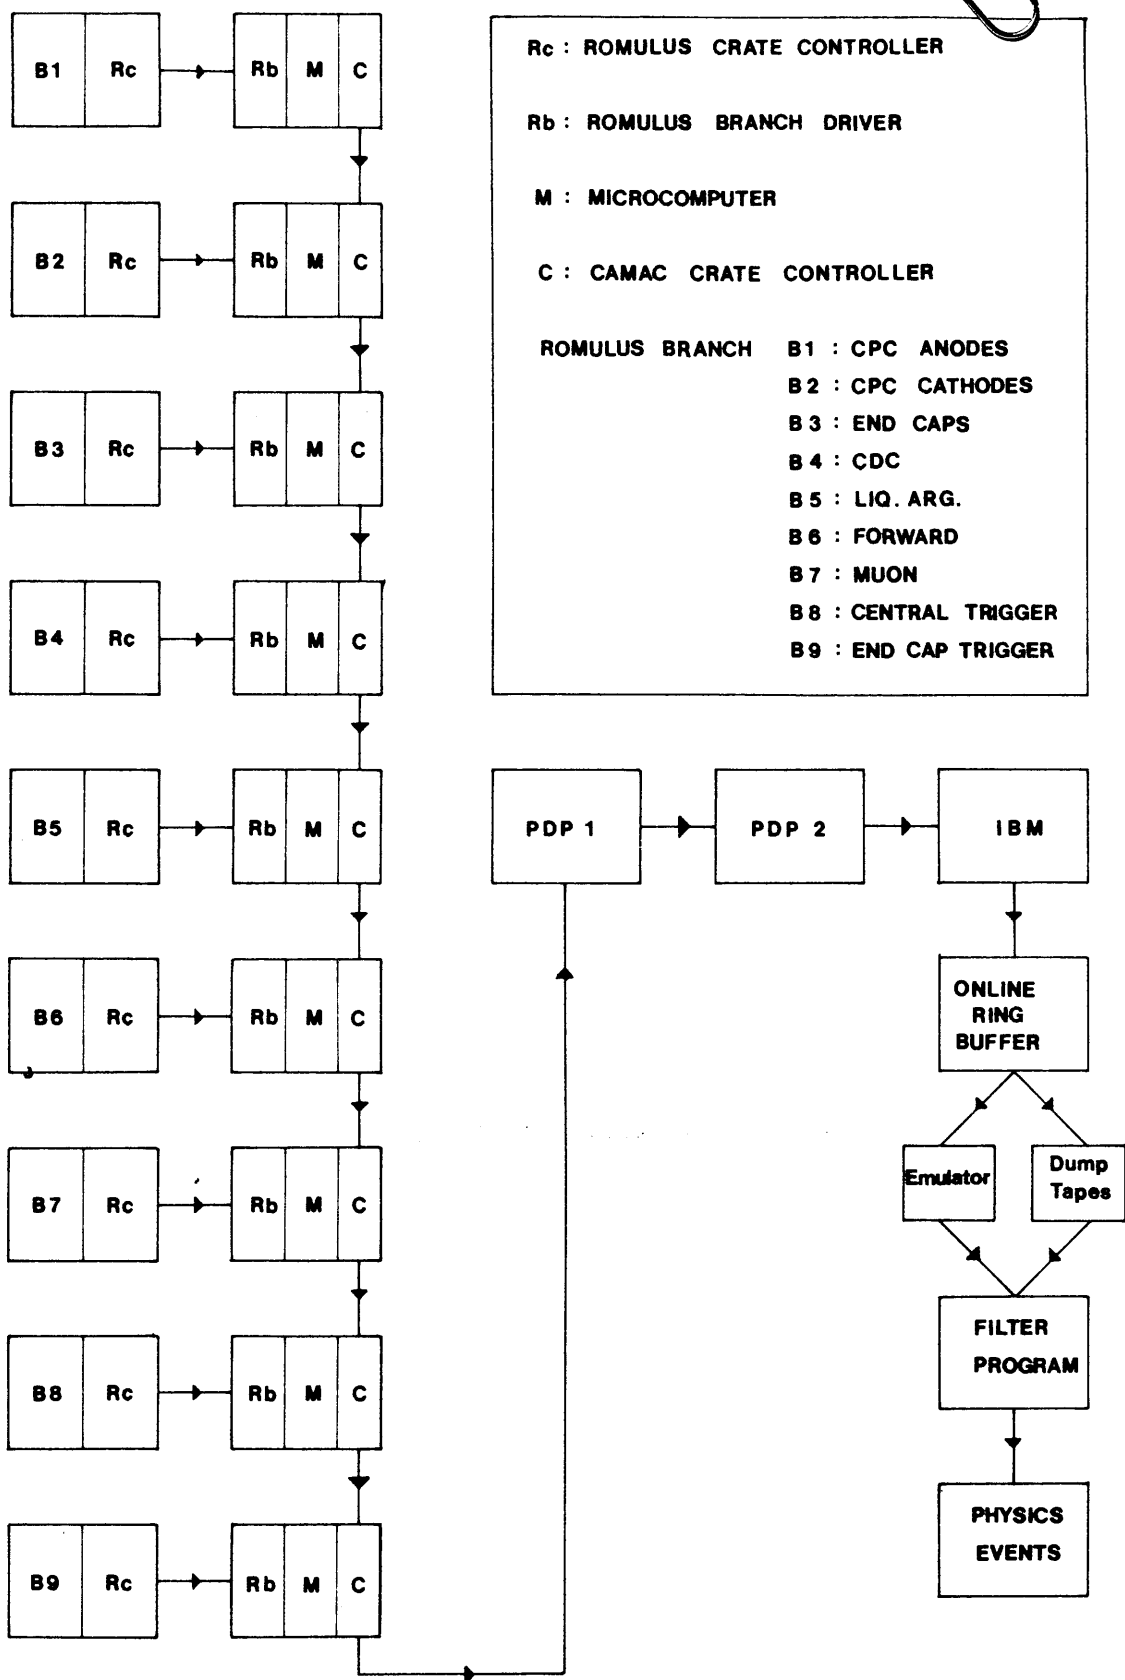 B1 Rc Rb M C
B2 Rc Rb M C
B3 Rc Rb M C
B4 Rc Rb M C
B5 Rc Rb M C
B6 Rc Rb M C
B7 Rc Rb M C
B8 Rc Rb M C
B9 Rc Rb M C
Rc : ROMULUS CRATE CONTROLLER
Rb : ROMULUS BRANCH DRIVER
M : MICROCOMPUTER
C : CAMAC CRATE CONTROLLER
ROMULUS BRANCH B1 : CPC ANODES
B2 : CPC CATHODES
B3 : END CAPS
B4 : CDC
B5 : LIQ. ARG.
B6 : FORWARD
B7 : MUON
B8 : CENTRAL TRIGGER
B9 : END CAP TRIGGER
PDP 1 PDP 2 IBM
ONLINE
RING
BUFFER
Emulator
Dump
Tapes
FILTER
PROGRAM
PHYSICS
EVENTS